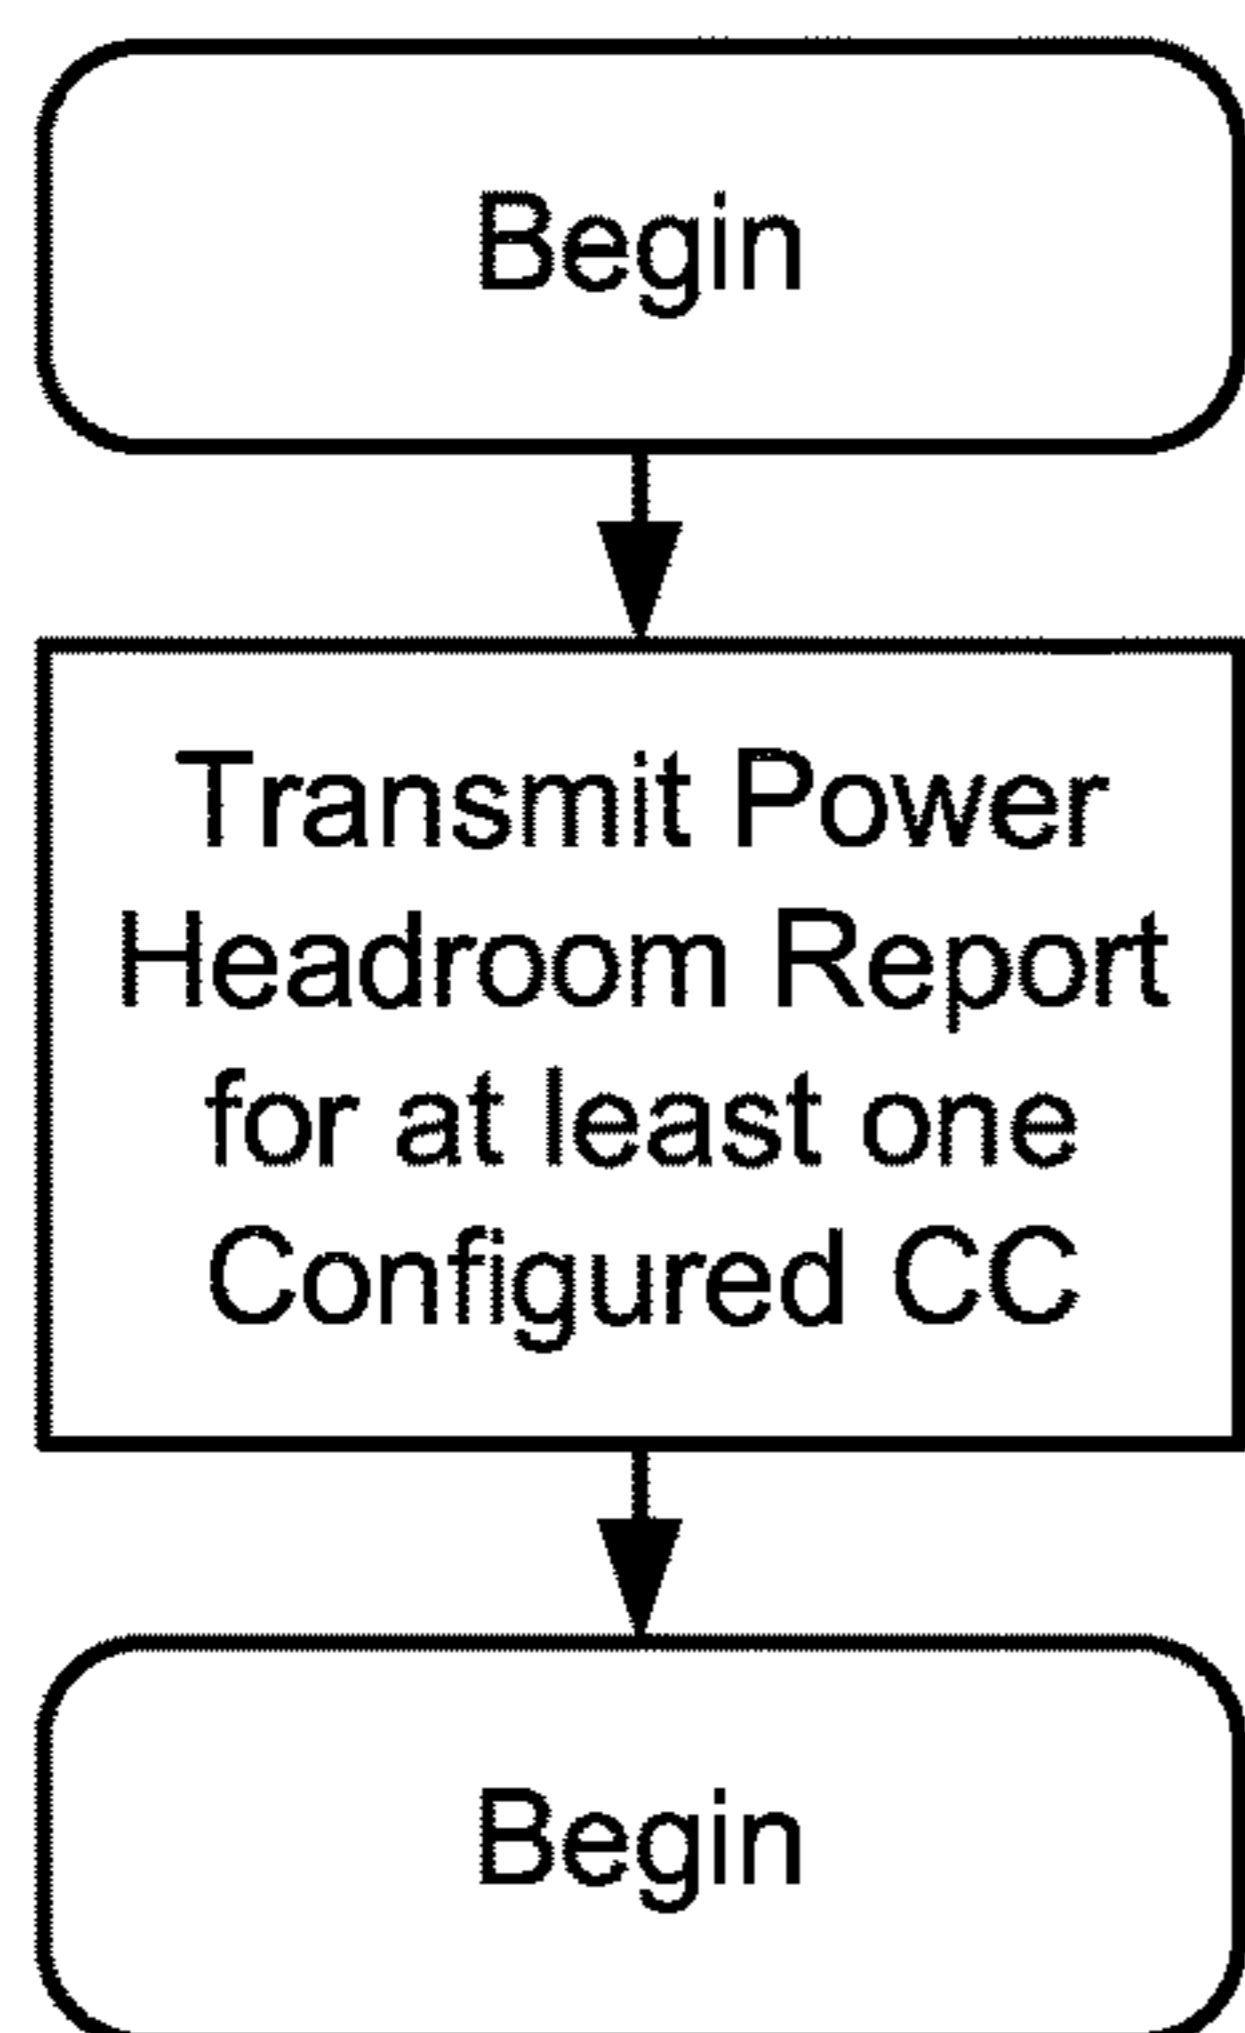 Begin
Transmit Power
Headroom Report
for at least one
Configured CC
Begin